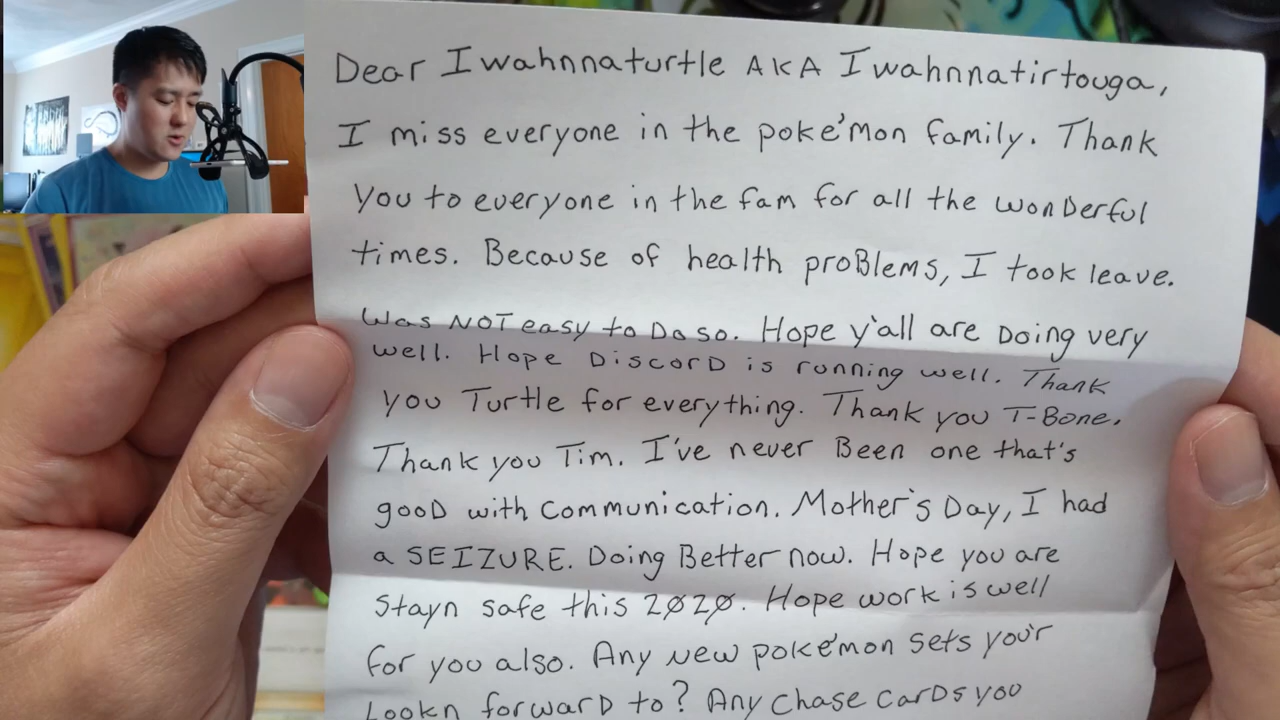 Dear Iwahnnaturtle AKA Iwahnnatirtouga,
I miss everyone in the poke'mon family. Thank
You to everyone in the fam for all the wonDerful
times. Because of health proBlems, I took leave.
Was NOT easy to Do so. Hope y'all are Doing very
well. Hope DiscorD is running well. Thank
you Turtle for everything. Thank you T-Bone.
Thank you Tim. I've never Been one that's
gooD with communication. Mother's Day, I had
a SEIZURE. Doing Better now. Hope you are
Stayn safe this 2020. Hope work is well
for you also. Any new poke'mon sets you'r
Lookn forwarD to? Any Chase carDs you